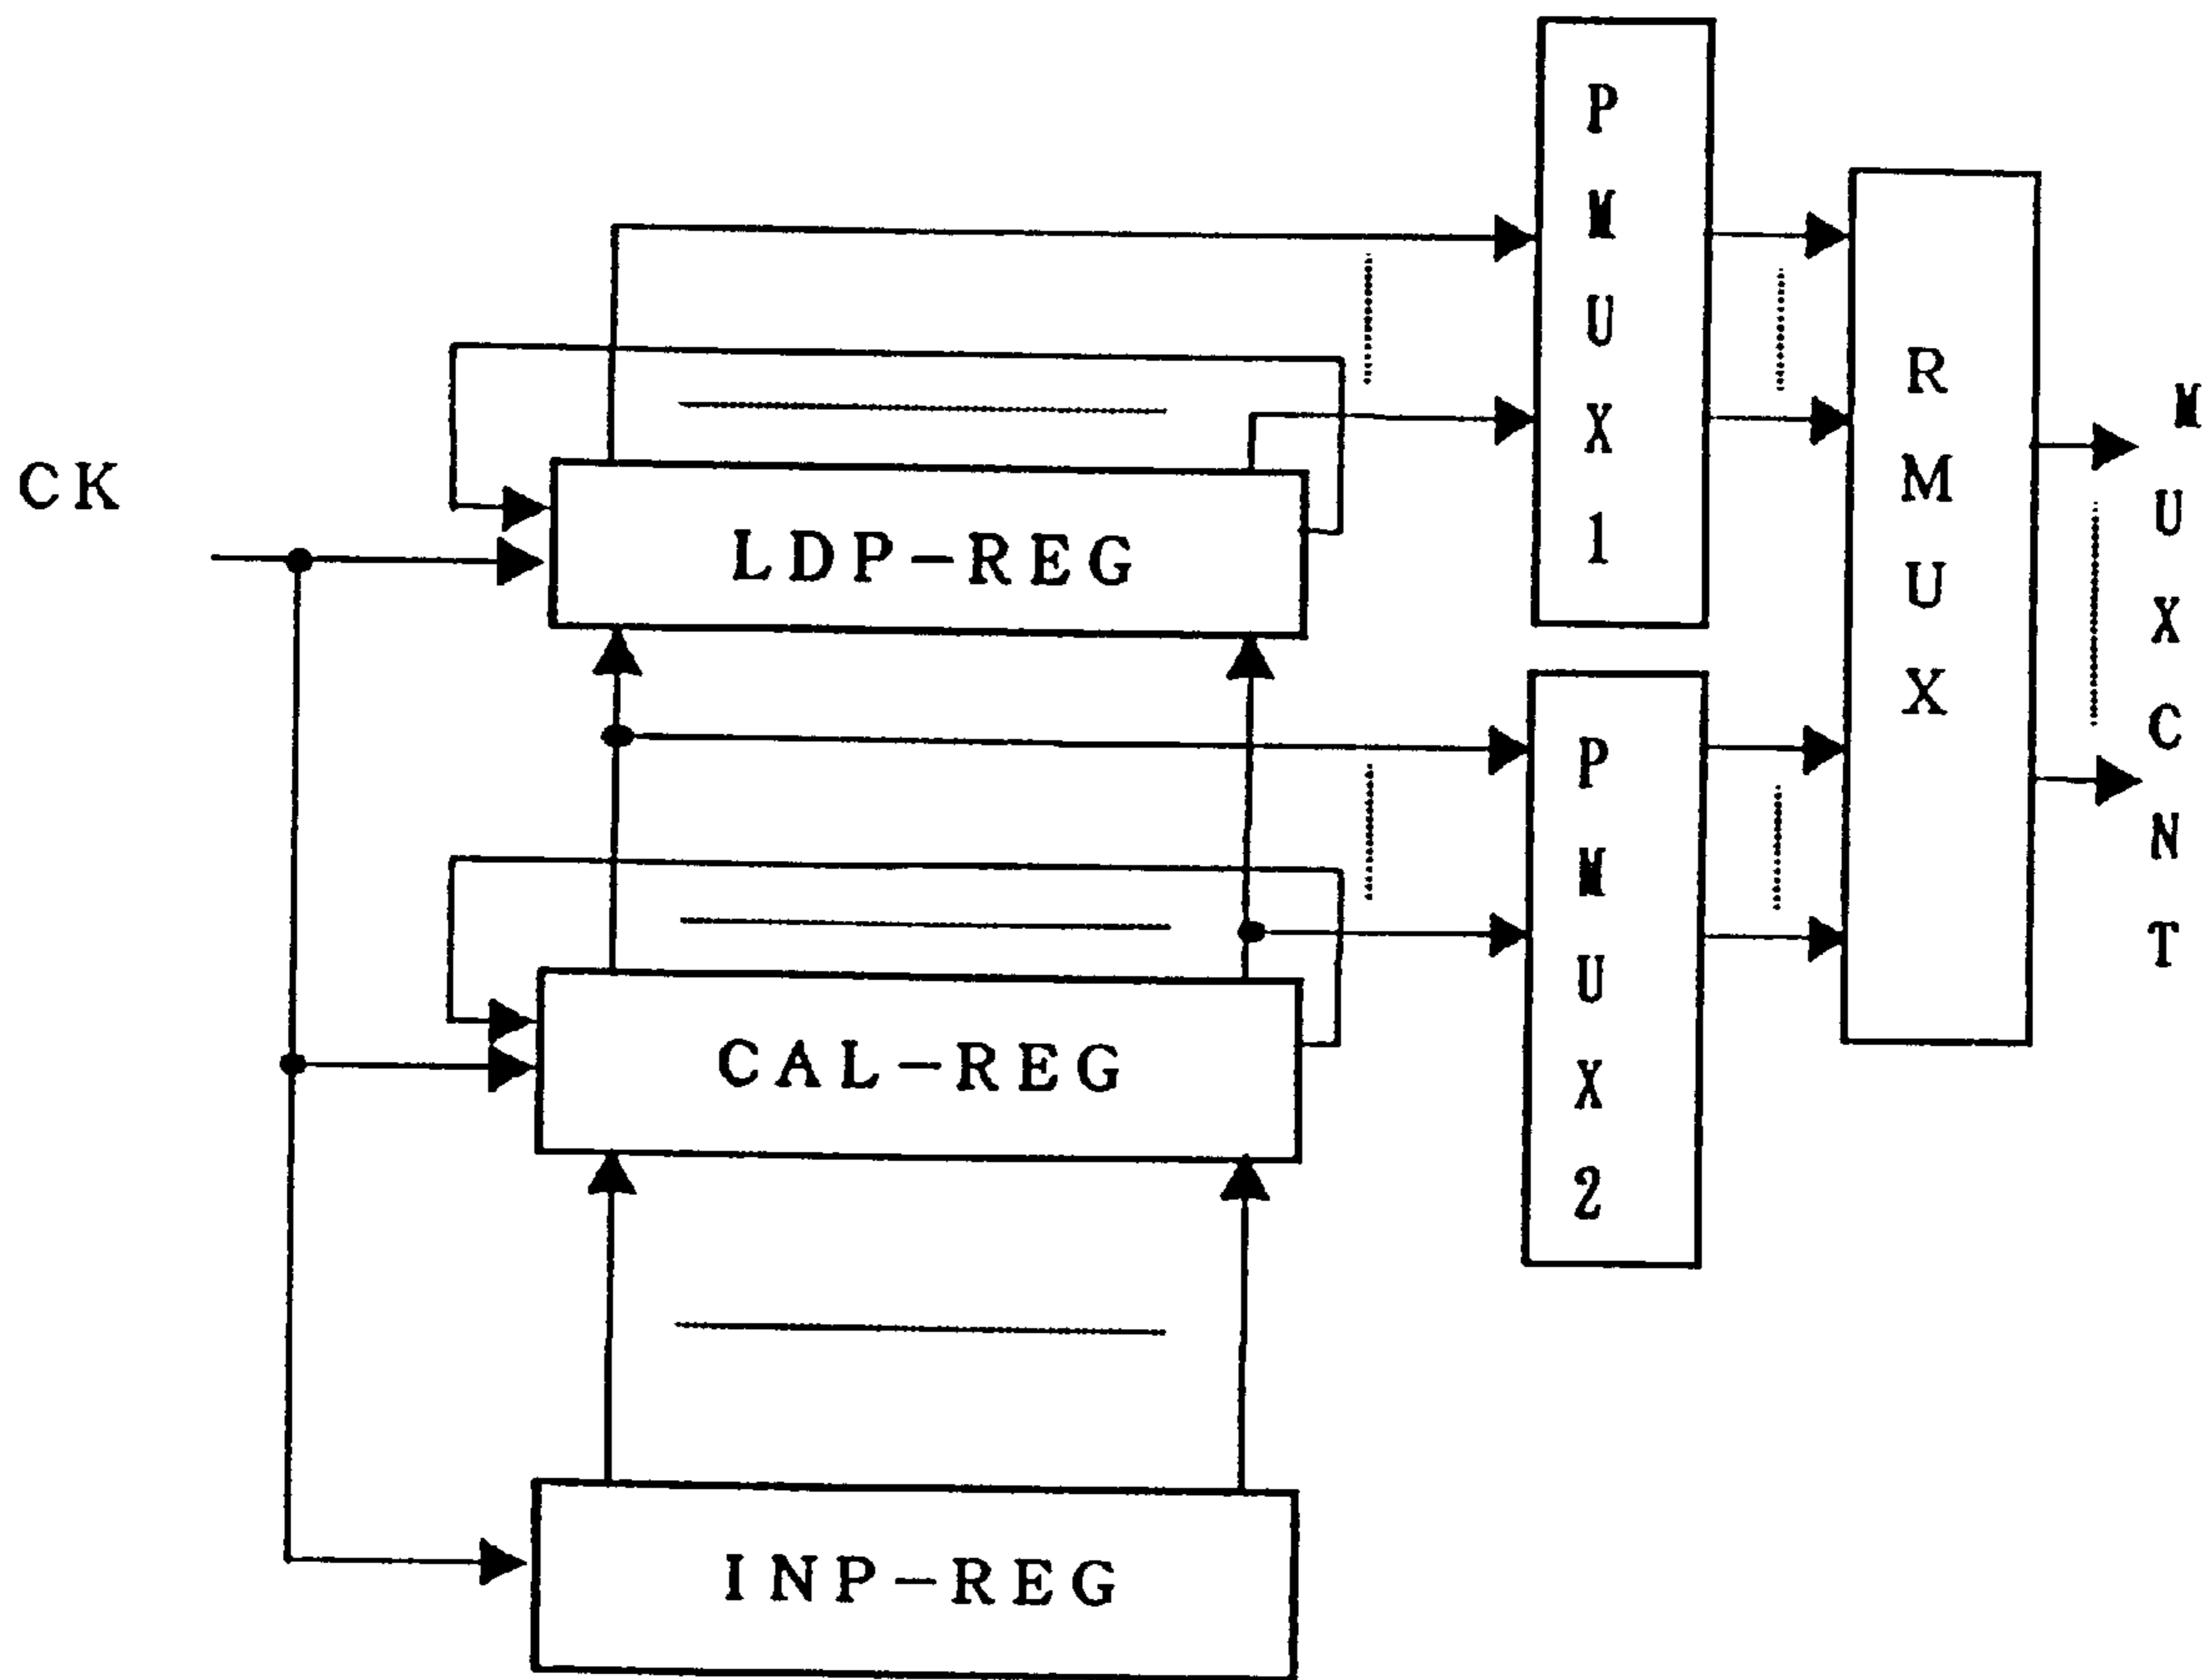 CK
LDP-REG
CAL-REG
INP-REG
PMUX1
PMUX2
RMUX
MUXCNT